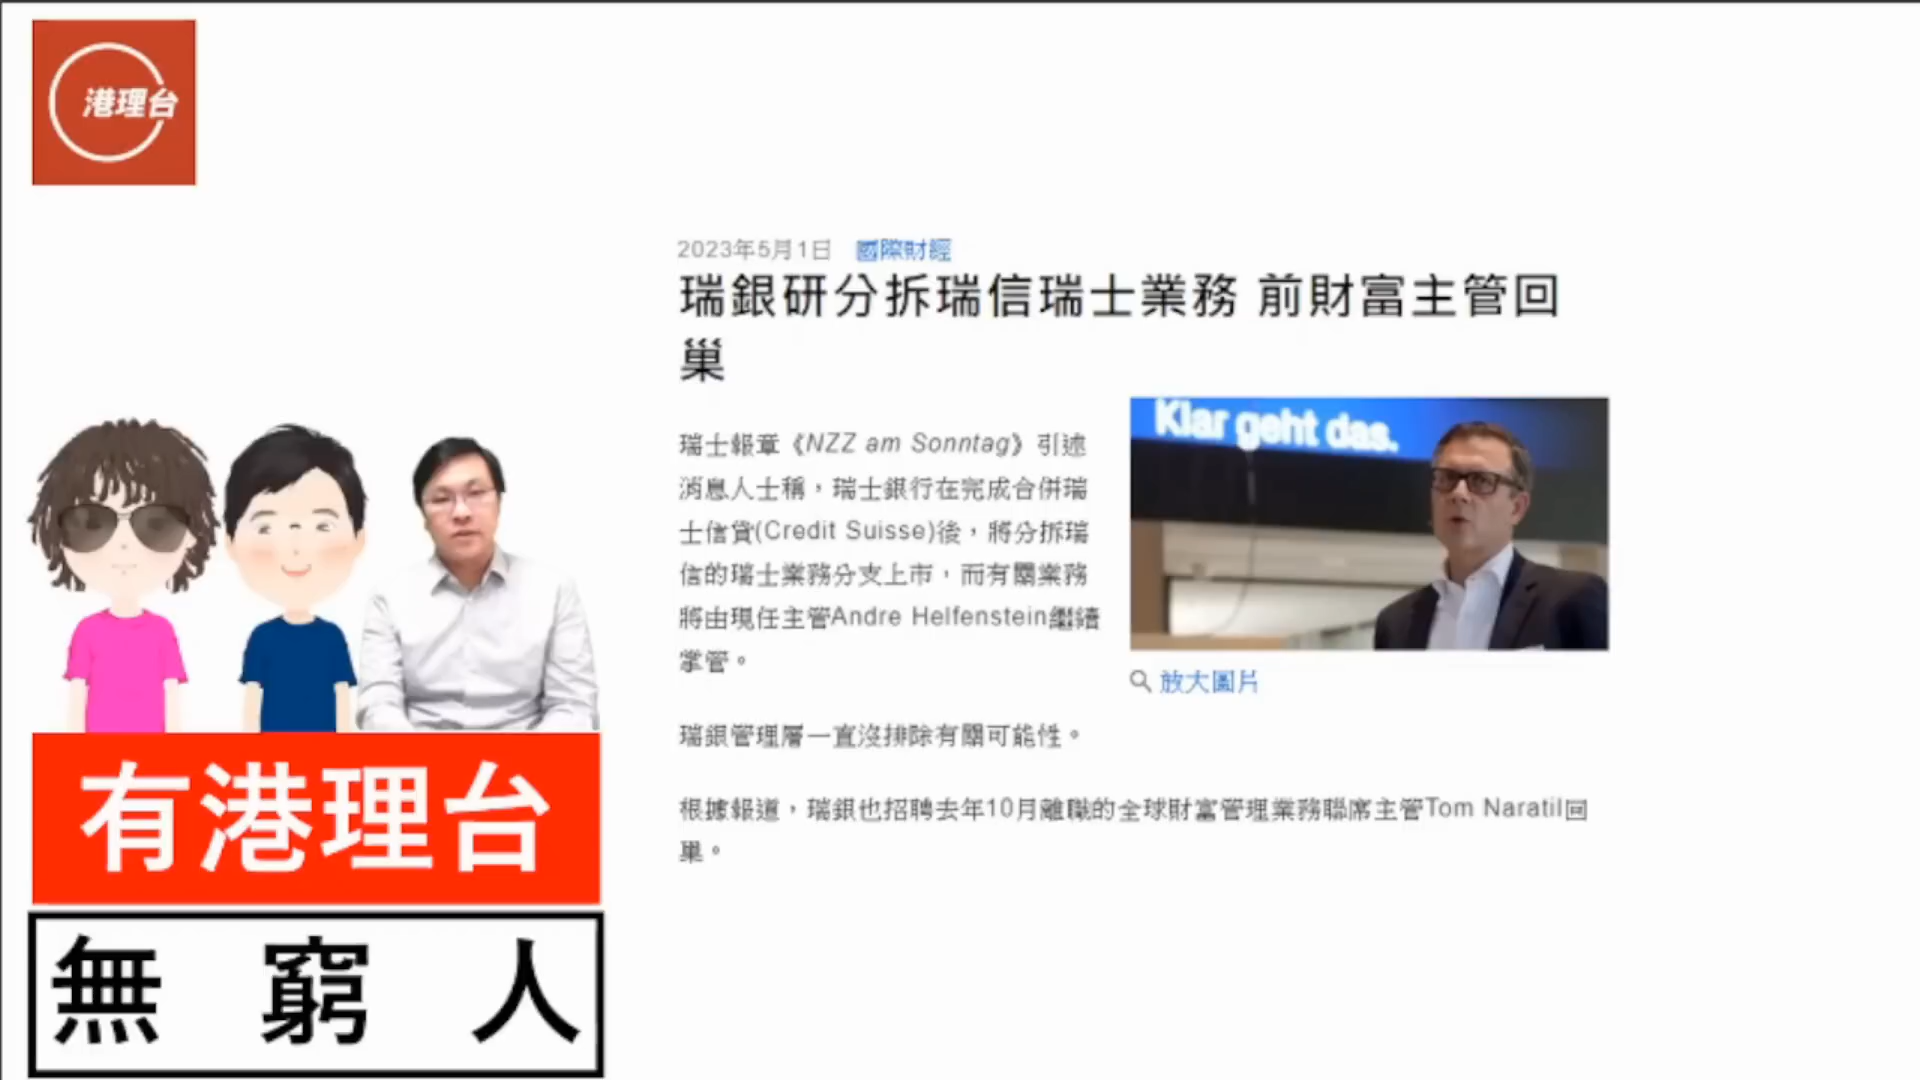 港理台
2023年5月1日 國際財經
瑞銀研分拆瑞信瑞士業務 前財富主管回
巢
瑞士報章《NZZ am Sonntag》引述
消息人士稱，瑞士銀行在完成合併瑞
士信貸(Credit Suisse)後，將分拆瑞
信的瑞士業務分支上市，而有關業務
將由現任主管Andre Helfenstein繼續
掌管。
Klar geht das.
放大圖片
瑞銀管理層一直沒排除有關可能性。
根據報道，瑞銀也招聘去年10月離職的全球財富管理業務聯席主管Tom Naratil回
巢。
有港理台
無窮人